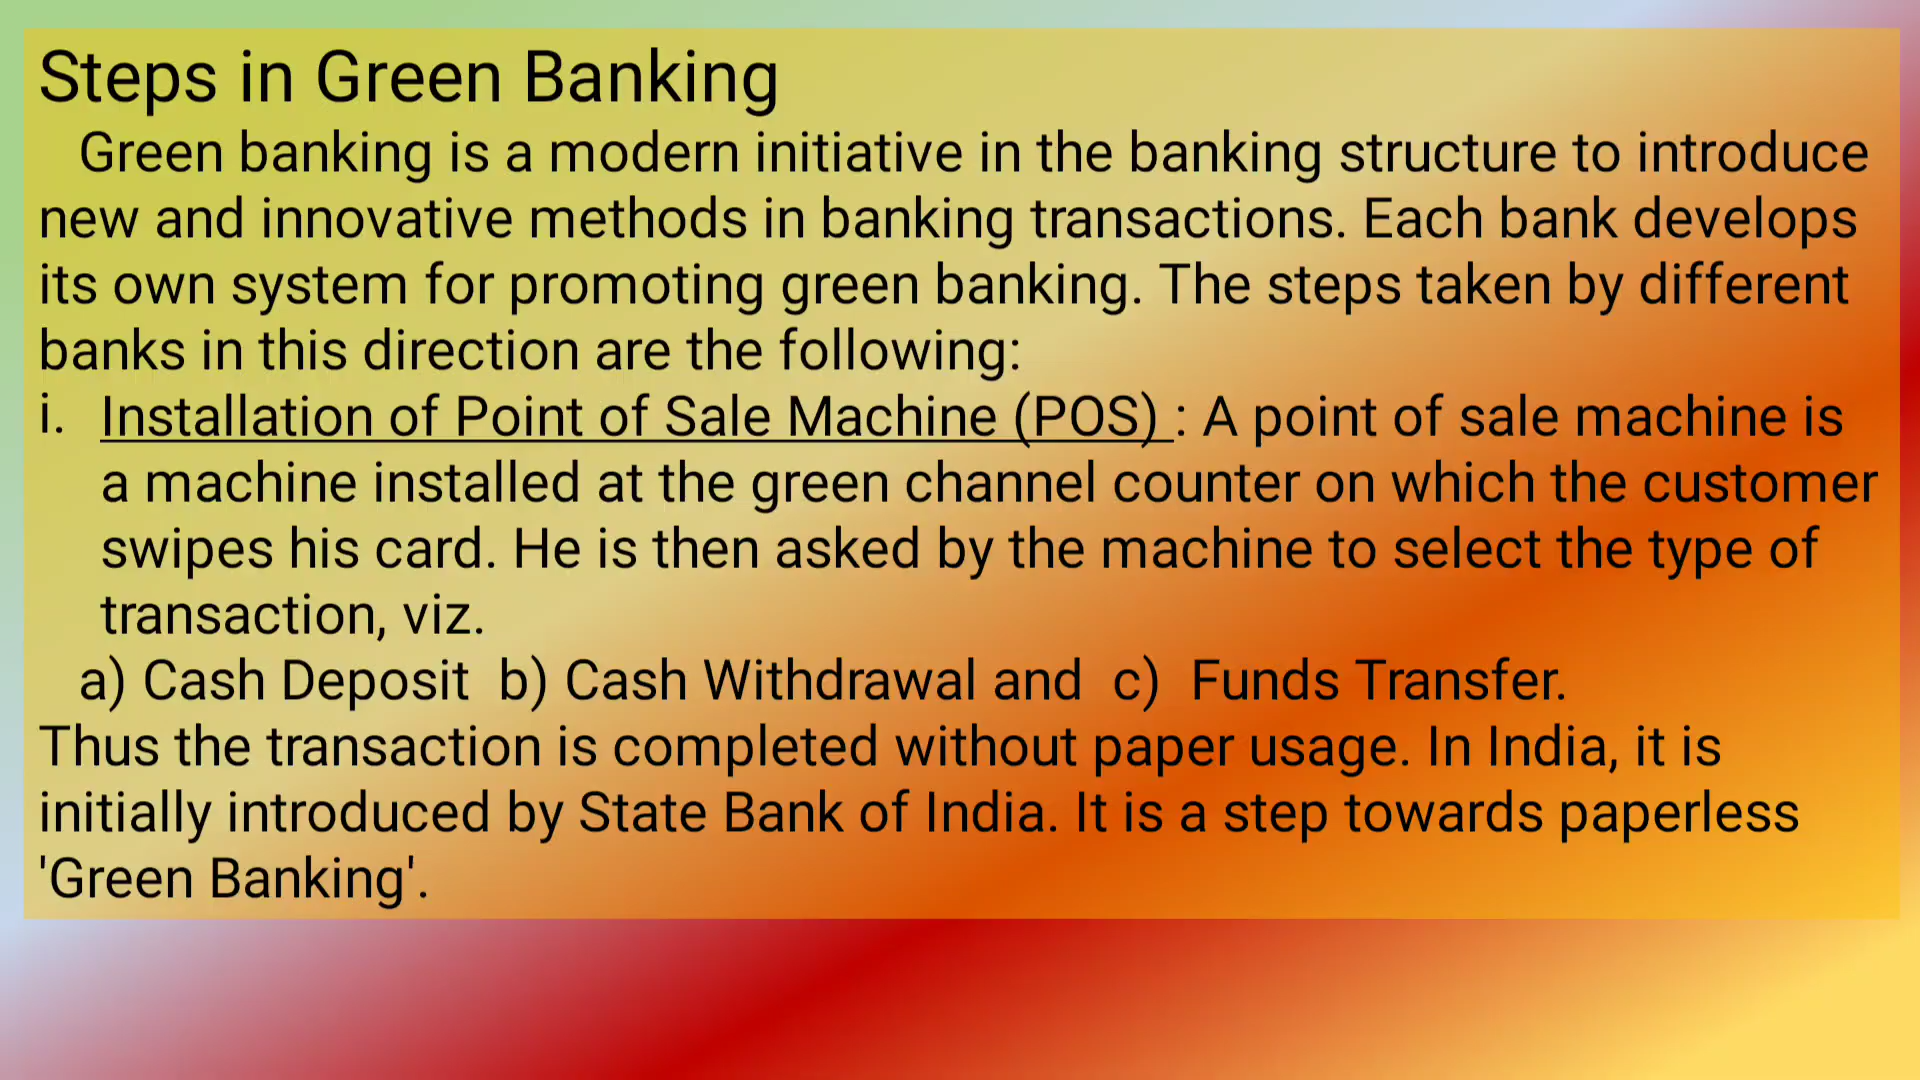 Steps in Green Banking
Green banking is a modern initiative in the banking structure to introduce
new and innovative methods in banking transactions. Each bank develops
its own system for promoting green banking. The steps taken by different
banks in this direction are the following:
i. Installation of Point of Sale Machine (POS) : A point of sale machine is
a machine installed at the green channel counter on which the customer
swipes his card. He is then asked by the machine to select the type of
transaction, viz.
a) Cash Deposit b) Cash Withdrawal and c) Funds Transfer.
Thus the transaction is completed without paper usage. In India, it is
initially introduced by State Bank of India. It is a step towards paperless
'Green Banking'.